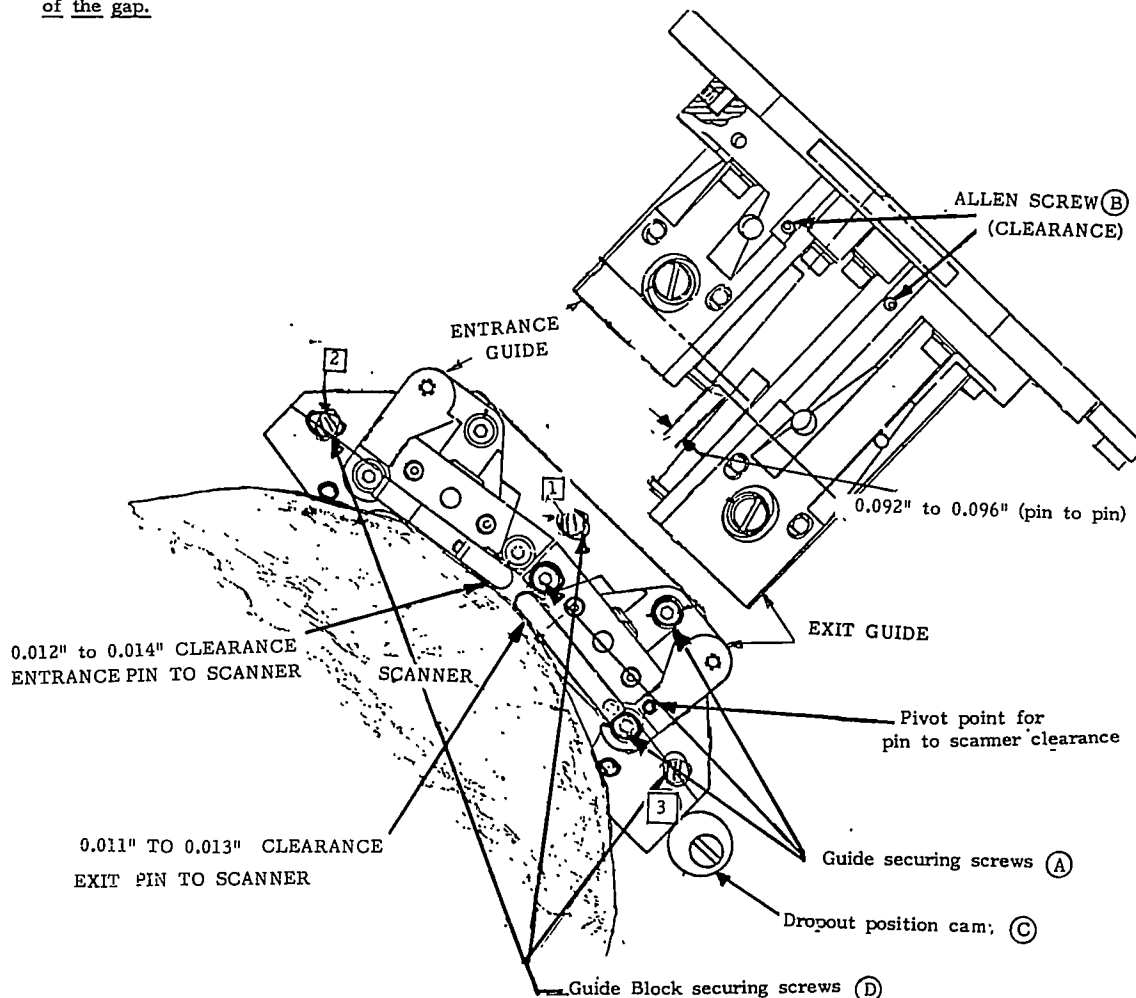 of the gap.
ALLEN SCREW Ⓑ
(CLEARANCE)
ENTRANCE
GUIDE
2
1
0.092" to 0.096" (pin to pin)
EXIT GUIDE
0.012" to 0.014" CLEARANCE
ENTRANCE PIN TO SCANNER
SCANNER
Pivot point for
pin to scanner clearance
3
0.011" TO 0.013" CLEARANCE
EXIT PIN TO SCANNER
Guide securing screws Ⓐ
Dropout position cam; Ⓒ
Guide Block securing screws Ⓓ